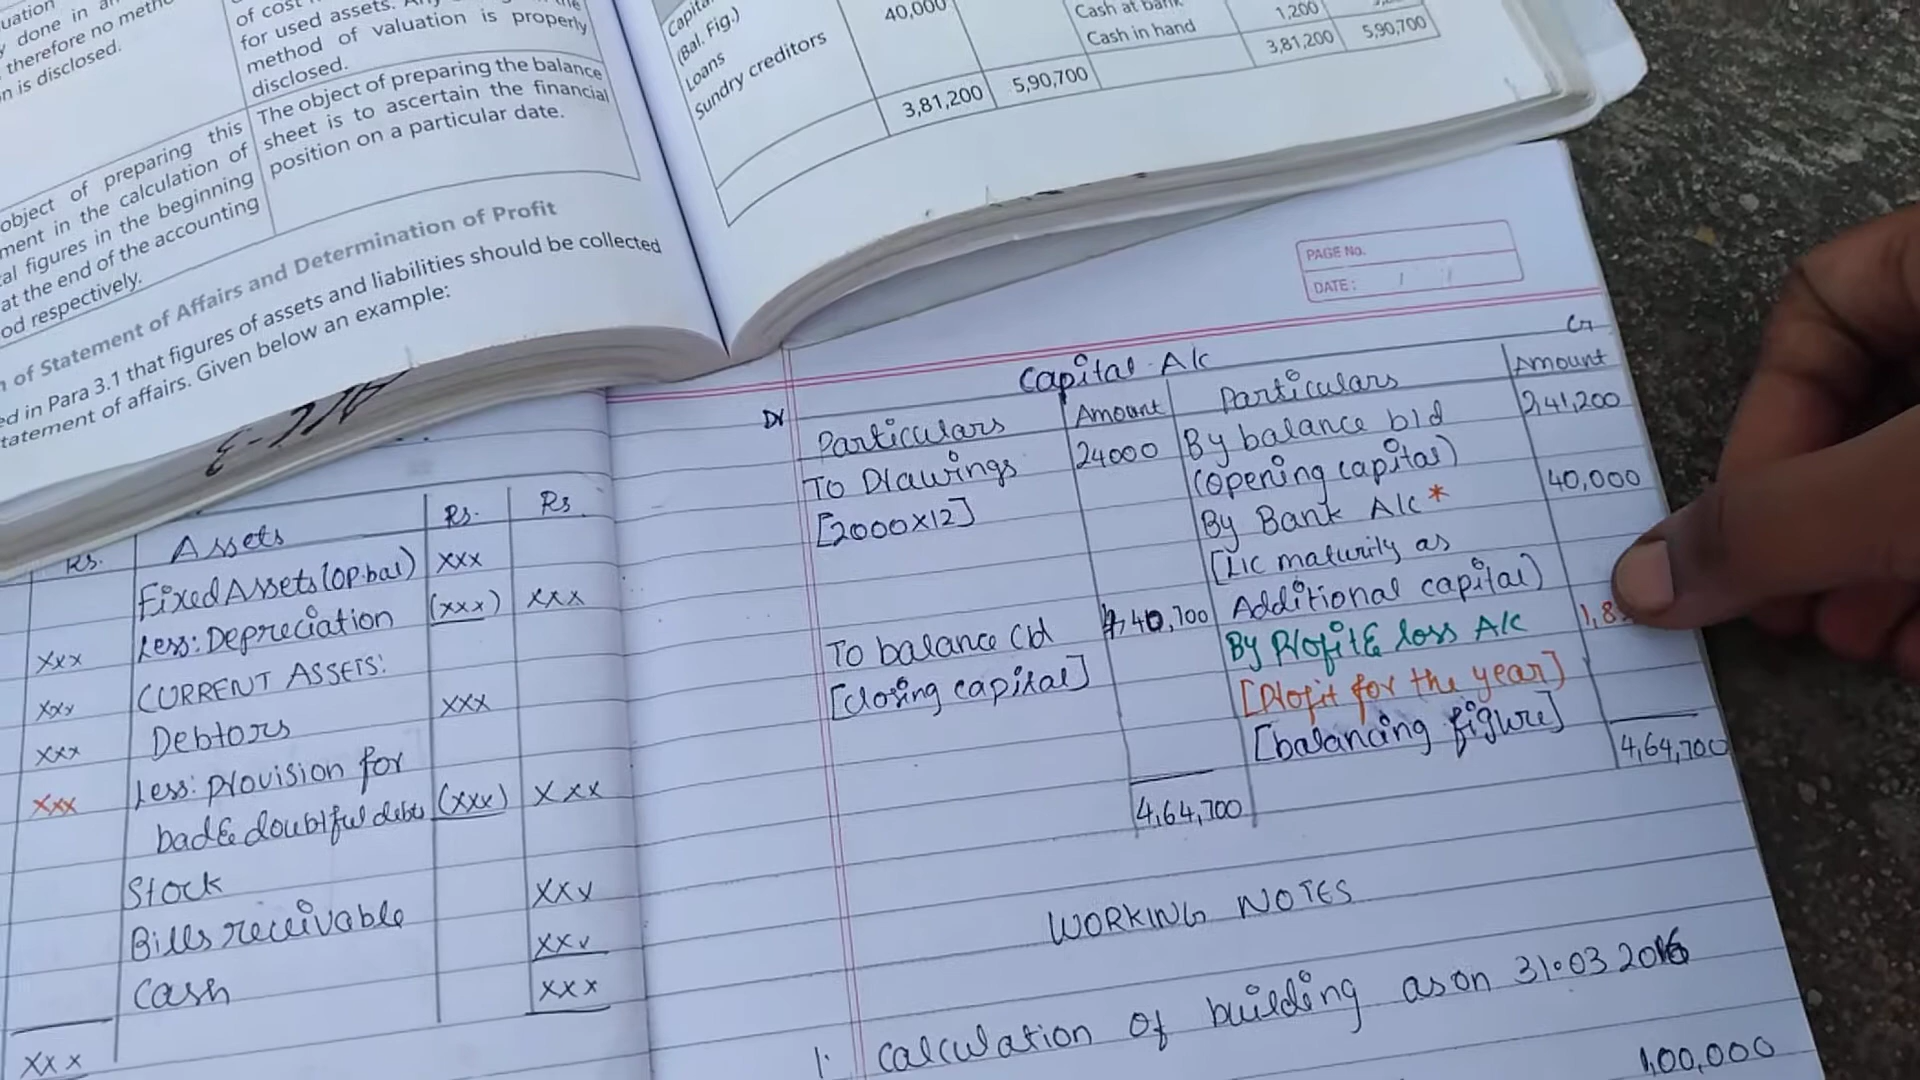 y done in
therefore no
n is disclosed.
of cost
for used assets.
method of valuation is properly
disclosed.
The object of preparing the balance
sheet is to ascertain the financial
position on a particular date.
object of preparing this
ment in the calculation of
al figures in the beginning
at the end of the accounting
od respectively.
of Statement of Affairs and Determination of Profit
ed in Para 3.1 that figures of assets and liabilities should be collected
tatement of affairs. Given below an example:
(Bal. Fig.)
Loans
Sundry creditors
40,000
3,81,200 5,90,700
Cash at bank
Cash in hand
1,200
3,81,200 5,90,700
PAGE No.
DATE: / /
Rs. Assets Rs. Rs
Fixed Assets (op.bal) xxx
Less: Depreciation (xxx) xxx
xxx
CURRENT ASSETS:
xxx
Debtors xxx
xxx
Less: provision for
xxx
bad & doubtful debts (xxx) xxx
Stock xxx
Bills receivable xxx
Cash xxx
xxx
Capital A/c
Dr Cr
Particulars Amount Particulars Amount
To Drawings 24000 By balance b/d 2,41,200
[2000x12] (opening capital)
By Bank A/c * 40,000
[LIC maturity as
Additional capital)
To balance c/d 4,40,700 By Profit & loss A/c 1,8
[closing capital] [Profit for the year]
[balancing figure]
4,64,700 4,64,700
WORKING NOTES
1. Calculation of building as on 31.03.2016
1,00,000